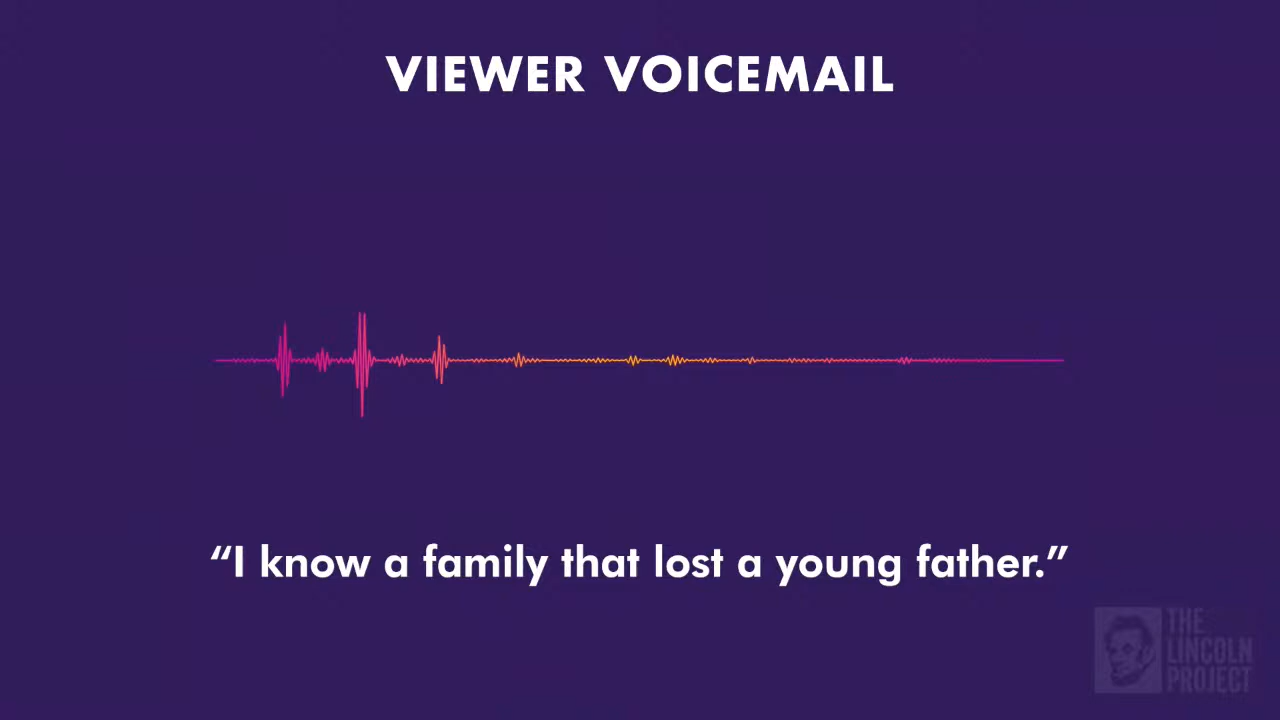 VIEWER VOICEMAIL
“I know a family that lost a young father.”
THE
LINCOLN
PROJECT